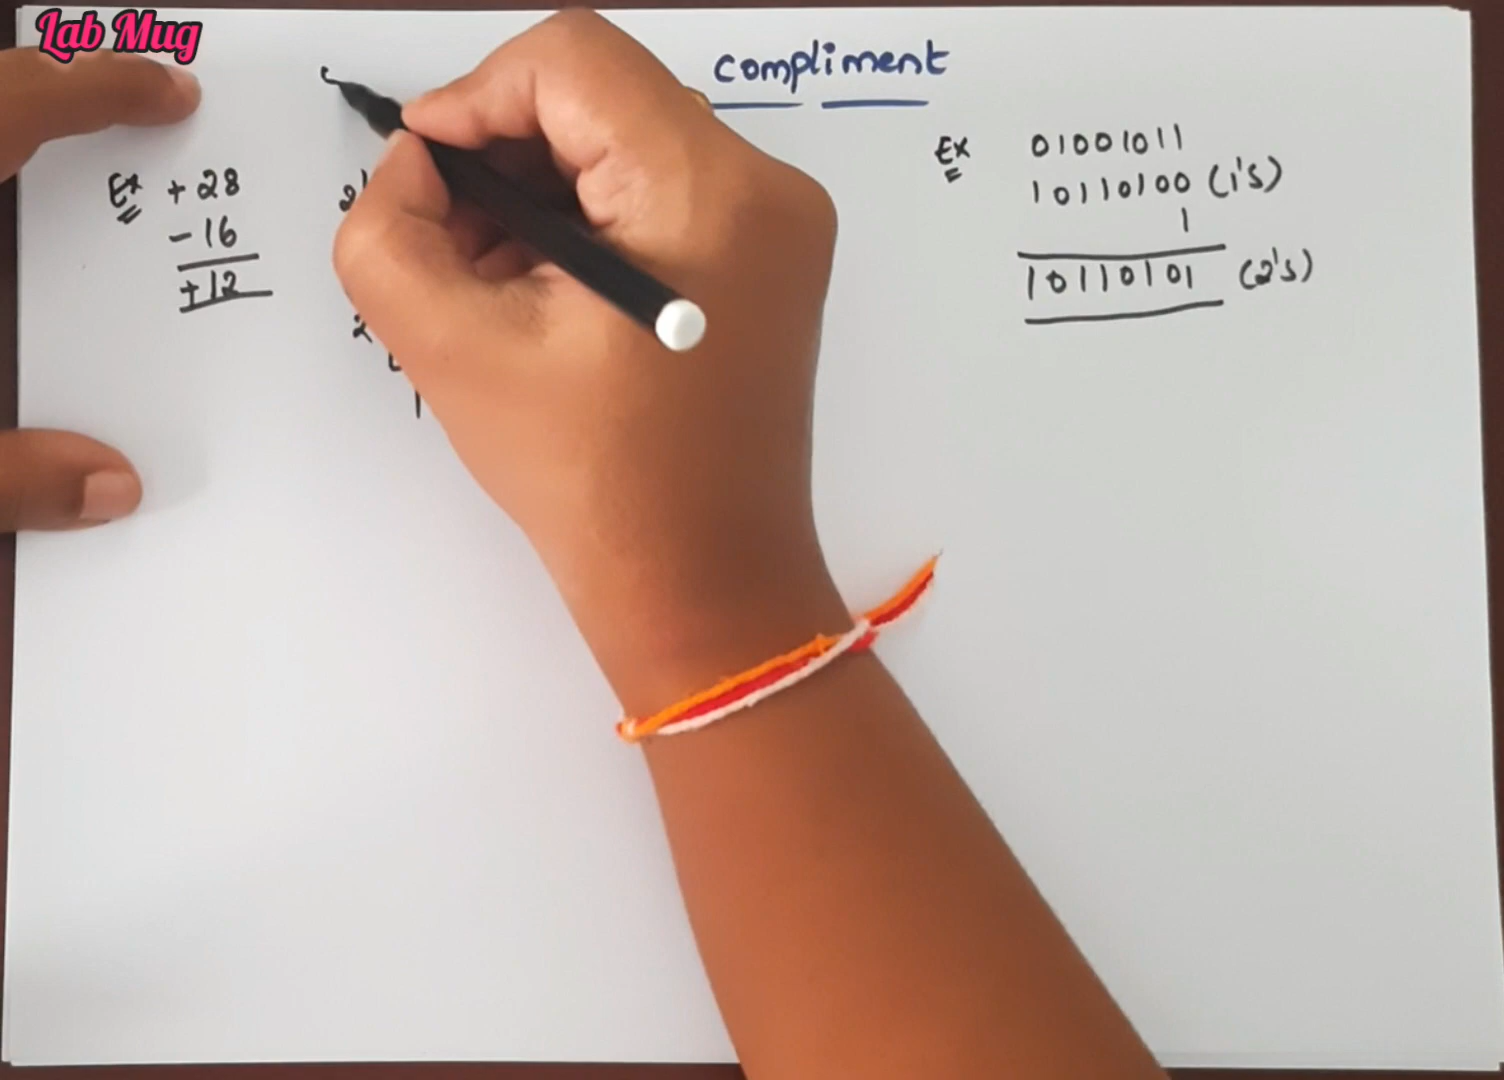 Lab Mug
compliment
Ex +28
-16
+12
Ex 01001011
10110100 (1's)
1
10110101 (2's)